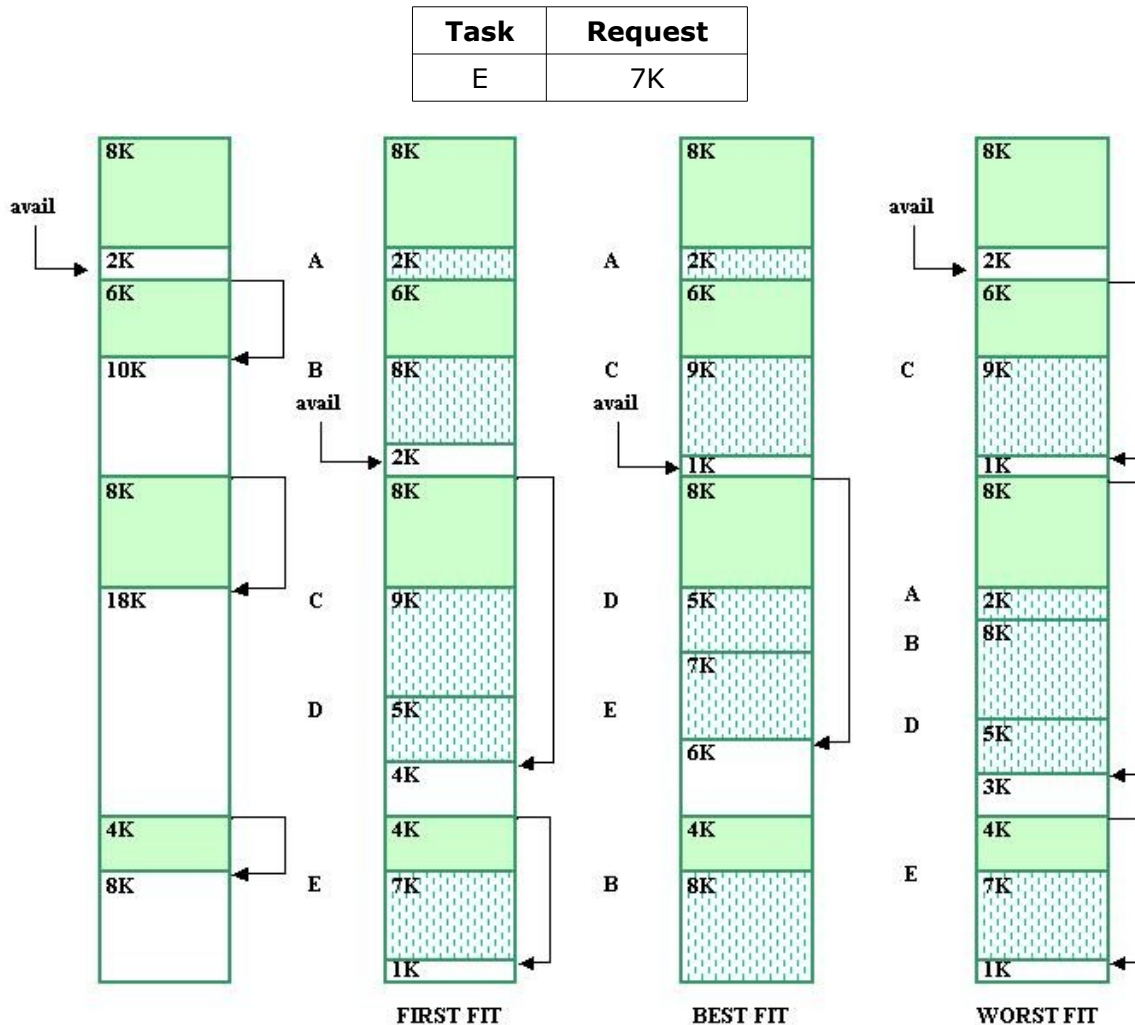 Task Request
E 7K
8K 8K 8K 8K
avail avail
2K A 2K A 2K 2K
6K 6K 6K 6K
10K B 8K C 9K C 9K
avail avail
2K 1K 1K
8K 8K 8K 8K
18K C 9K D 5K A 2K
B 8K
7K
D 5K E D 5K
4K 6K 3K
4K 4K 4K 4K
8K E 7K B 8K E 7K
1K 1K
FIRST FIT BEST FIT WORST FIT